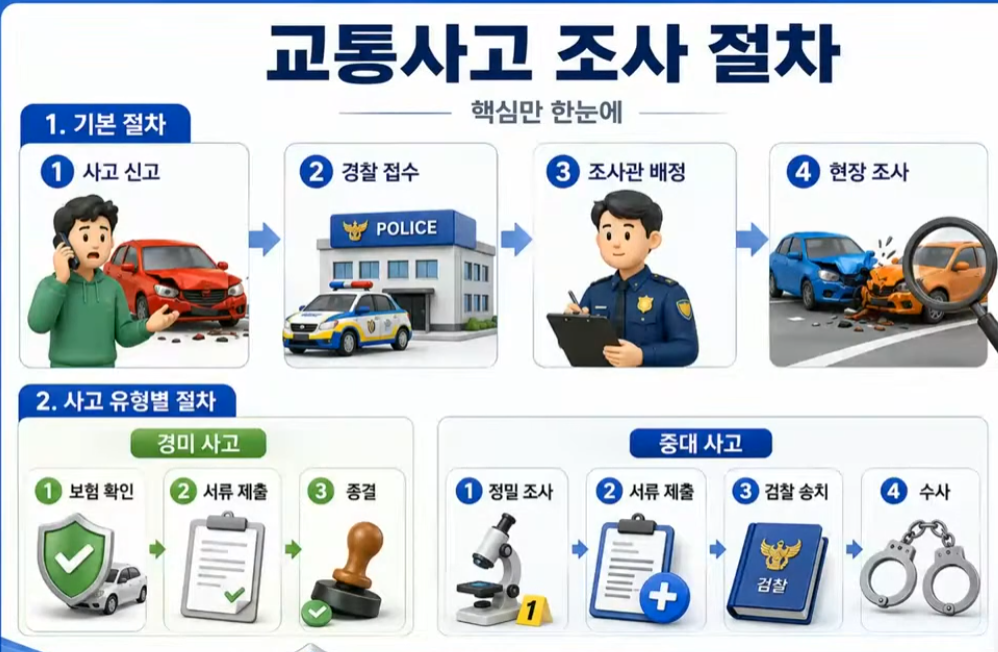 교통사고 조사 절차
핵심만 한눈에
1. 기본 절차
1 사고 신고
2 경찰 접수
POLICE
3 조사관 배정
4 현장 조사
2. 사고 유형별 절차
경미 사고
1 보험 확인
2 서류 제출
3 종결
중대 사고
1 정밀 조사
1
2 서류 제출
3 검찰 송치
검찰
4 수사